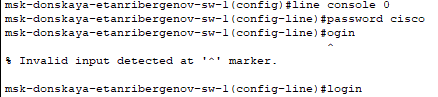 msk-donskaya-etanribergenov-sw-1(config)#line console 0
msk-donskaya-etanribergenov-sw-1(config-line)#password cisco
msk-donskaya-etanribergenov-sw-1(config-line)#ogin
^
% Invalid input detected at '^' marker.
msk-donskaya-etanribergenov-sw-1(config-line)#login